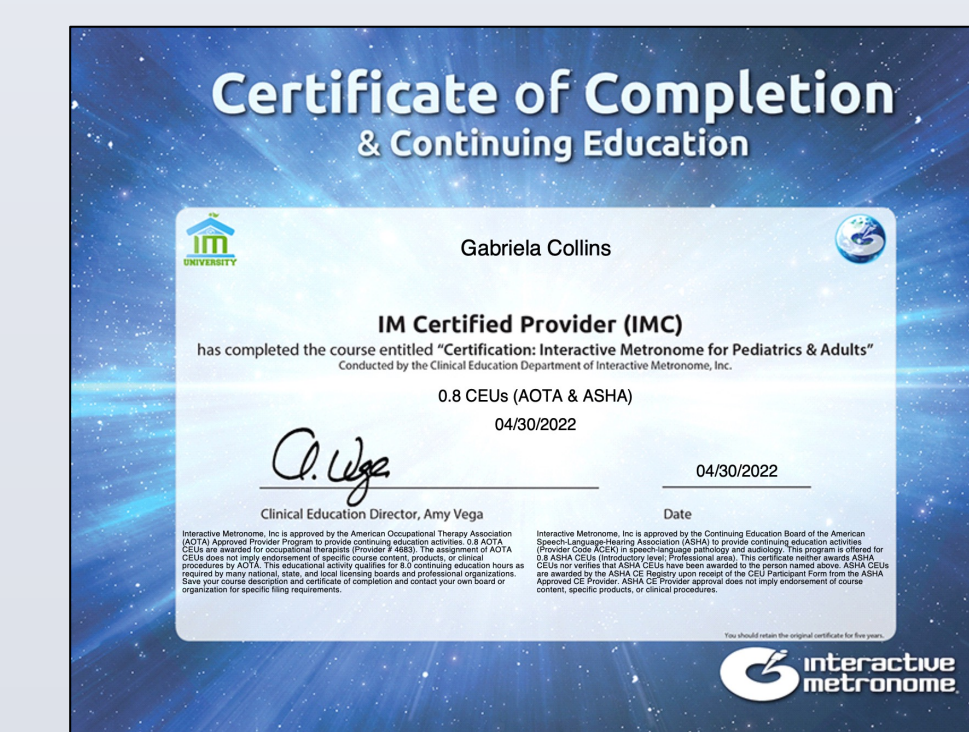 Certificate of Completion
& Continuing Education
IM
UNIVERSITY
Gabriela Collins
IM Certified Provider (IMC)
has completed the course entitled "Certification: Interactive Metronome for Pediatrics & Adults"
Conducted by the Clinical Education Department of Interactive Metronome, Inc.
0.8 CEUs (AOTA & ASHA)
04/30/2022
A. Vega
04/30/2022
Clinical Education Director, Amy Vega
Date
Interactive Metronome, Inc is approved by the American Occupational Therapy Association
(AOTA) Approved Provider Program to provide continuing education activities. 0.8 AOTA
CEUs are awarded for occupational therapists (Provider # 4683). The assignment of AOTA
CEUs does not imply endorsement of specific course content, products, or clinical
procedures by AOTA. This educational activity qualifies for 8.0 continuing education hours as
required by many national, state, and local licensing boards and professional organizations.
Save your course description and certificate of completion and contact your own board or
organization for specific filing requirements.
Interactive Metronome, Inc is approved by the Continuing Education Board of the American
Speech-Language-Hearing Association (ASHA) to provide continuing education activities
(Provider Code ACEK) in speech-language pathology and audiology. This program is offered for
0.8 ASHA CEUs (Introductory level; Professional area). This certificate neither awards ASHA
CEUs nor verifies that ASHA CEUs have been awarded to the person named above. ASHA CEUs
are awarded by the ASHA CE Registry upon receipt of the CEU Participant Form from the ASHA
Approved CE Provider. ASHA CE Provider approval does not imply endorsement of course
content, specific products, or clinical procedures.
You should retain the original certificate for five years.
interactive
metronome